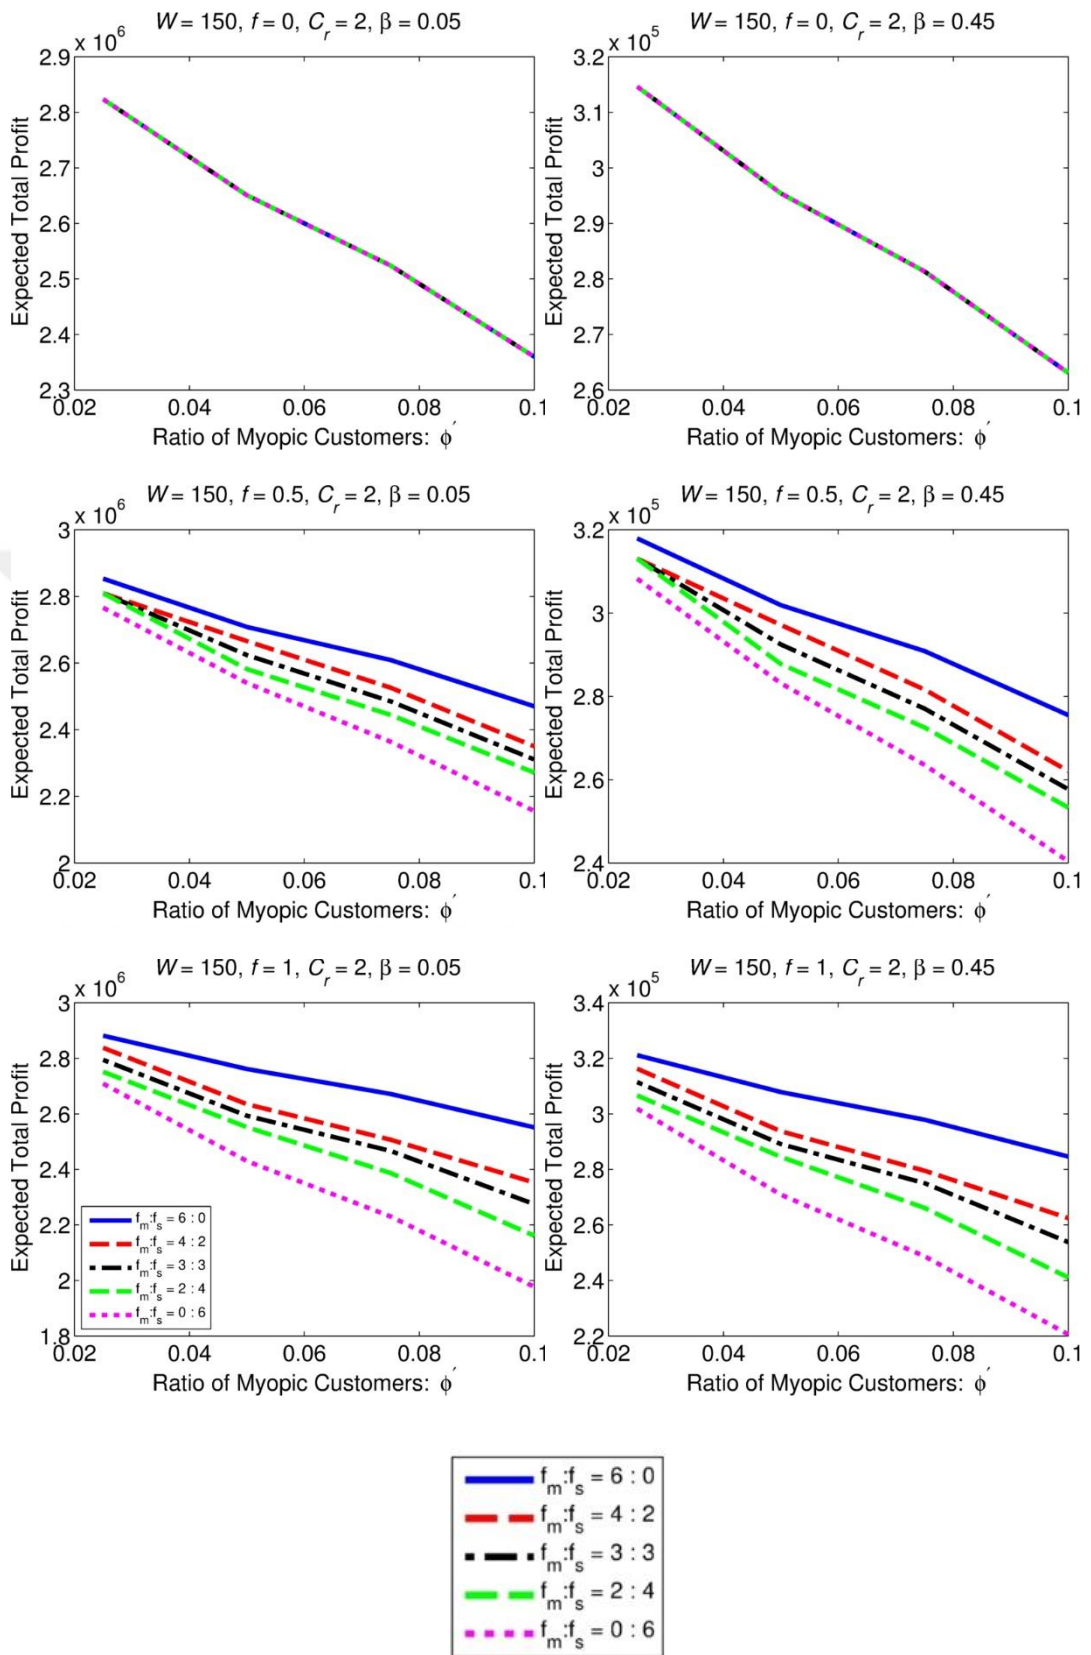 W = 150, f = 0, C_r = 2, β = 0.05
x 10^6
2.9
2.8
2.7
2.6
2.5
2.4
2.3
Expected Total Profit
0.02 0.04 0.06 0.08 0.1
Ratio of Myopic Customers: ϕ′
W = 150, f = 0, C_r = 2, β = 0.45
x 10^5
3.2
3.1
3
2.9
2.8
2.7
2.6
Expected Total Profit
0.02 0.04 0.06 0.08 0.1
Ratio of Myopic Customers: ϕ′
W = 150, f = 0.5, C_r = 2, β = 0.05
x 10^6
3
2.8
2.6
2.4
2.2
2
Expected Total Profit
0.02 0.04 0.06 0.08 0.1
Ratio of Myopic Customers: ϕ′
W = 150, f = 0.5, C_r = 2, β = 0.45
x 10^5
3.2
3
2.8
2.6
2.4
Expected Total Profit
0.02 0.04 0.06 0.08 0.1
Ratio of Myopic Customers: ϕ′
W = 150, f = 1, C_r = 2, β = 0.05
x 10^6
3
2.8
2.6
2.4
2.2
2
1.8
Expected Total Profit
f_m:f_s = 6 : 0
f_m:f_s = 4 : 2
f_m:f_s = 3 : 3
f_m:f_s = 2 : 4
f_m:f_s = 0 : 6
0.02 0.04 0.06 0.08 0.1
Ratio of Myopic Customers: ϕ′
W = 150, f = 1, C_r = 2, β = 0.45
x 10^5
3.4
3.2
3
2.8
2.6
2.4
2.2
Expected Total Profit
0.02 0.04 0.06 0.08 0.1
Ratio of Myopic Customers: ϕ′
f_m:f_s = 6 : 0
f_m:f_s = 4 : 2
f_m:f_s = 3 : 3
f_m:f_s = 2 : 4
f_m:f_s = 0 : 6